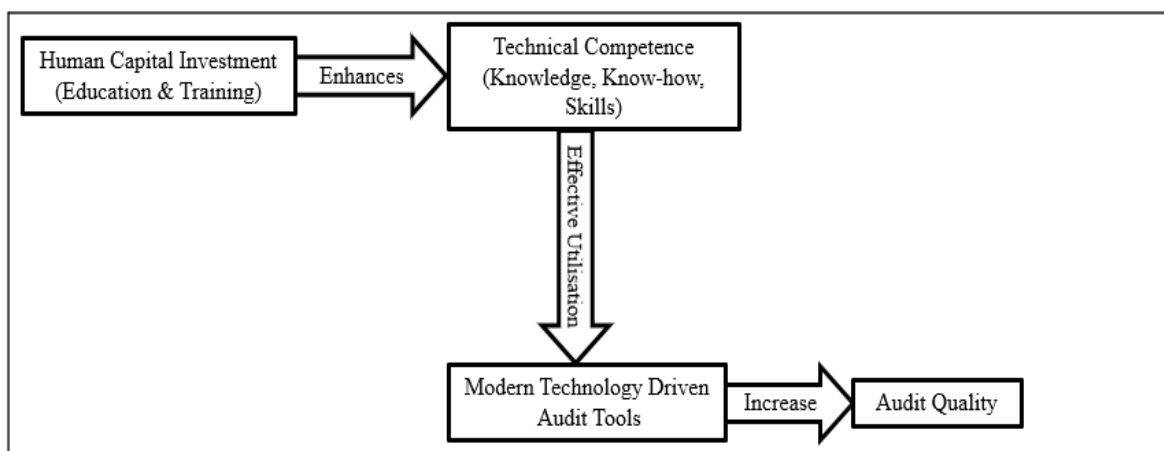 Human Capital Investment
(Education & Training)
Enhances
Technical Competence
(Knowledge, Know-how,
Skills)
Effective Utilisation
Modern Technology Driven
Audit Tools
Increase
Audit Quality